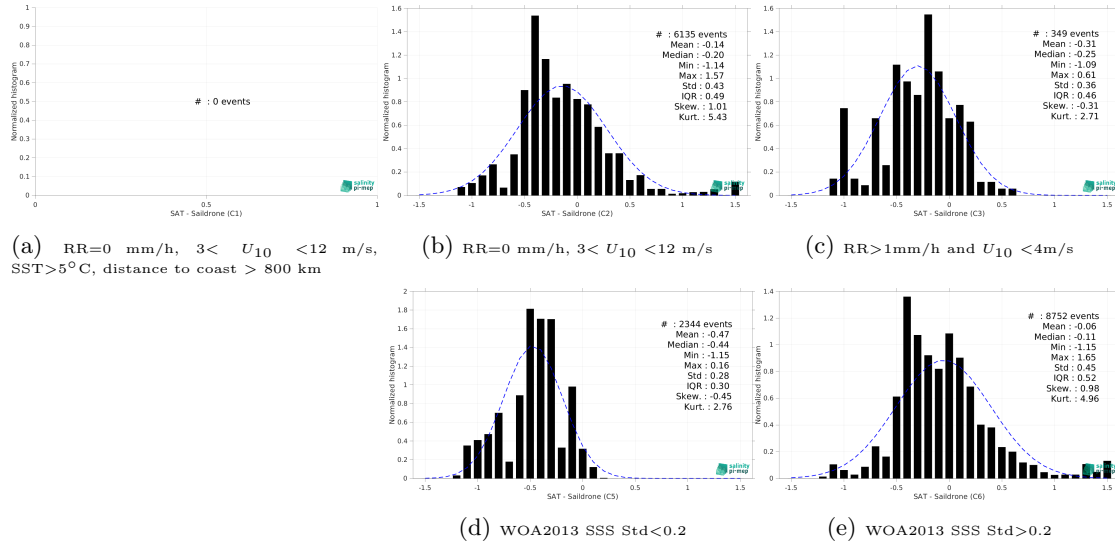 1
0.9
0.8
0.7
0.6
0.5
0.4
0.3
0.2
0.1
0
Normalized histogram
# : 0 events
0 0.5 1
SAT - Saildrone (C1)
salinity
pi-mep
(a) RR=0 mm/h, 3< U10 <12 m/s,
SST>5°C, distance to coast > 800 km
1.6
1.4
1.2
1
0.8
0.6
0.4
0.2
0
Normalized histogram
# : 6135 events
Mean : -0.14
Median : -0.20
Min : -1.14
Max : 1.57
Std : 0.43
IQR : 0.49
Skew. : 1.01
Kurt. : 5.43
-1.5 -1 -0.5 0 0.5 1 1.5
SAT - Saildrone (C2)
salinity
pi-mep
(b) RR=0 mm/h, 3< U10 <12 m/s
1.6
1.4
1.2
1
0.8
0.6
0.4
0.2
0
Normalized histogram
# : 349 events
Mean : -0.31
Median : -0.25
Min : -1.09
Max : 0.61
Std : 0.36
IQR : 0.46
Skew. : -0.31
Kurt. : 2.71
-1.5 -1 -0.5 0 0.5 1 1.5
SAT - Saildrone (C3)
salinity
pi-mep
(c) RR>1mm/h and U10 <4m/s
2
1.8
1.6
1.4
1.2
1
0.8
0.6
0.4
0.2
0
Normalized histogram
# : 2344 events
Mean : -0.47
Median : -0.44
Min : -1.15
Max : 0.16
Std : 0.28
IQR : 0.30
Skew. : -0.45
Kurt. : 2.76
-1.5 -1 -0.5 0 0.5 1 1.5
SAT - Saildrone (C5)
salinity
pi-mep
(d) WOA2013 SSS Std<0.2
1.4
1.2
1
0.8
0.6
0.4
0.2
0
Normalized histogram
# : 8752 events
Mean : -0.06
Median : -0.11
Min : -1.15
Max : 1.65
Std : 0.45
IQR : 0.52
Skew. : 0.98
Kurt. : 4.96
-1.5 -1 -0.5 0 0.5 1 1.5
SAT - Saildrone (C6)
salinity
pi-mep
(e) WOA2013 SSS Std>0.2